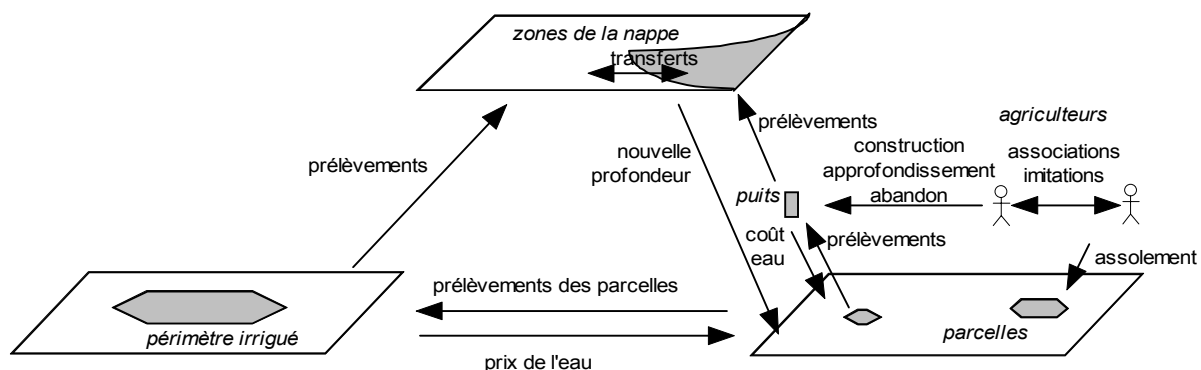 zones de la nappe
transferts
prélèvements
agriculteurs
prélèvements
nouvelle
profondeur
construction
approfondissement
abandon
associations
imitations
puits
coût
eau
prélèvements
assolement
prélèvements des parcelles
périmètre irrigué
parcelles
prix de l'eau